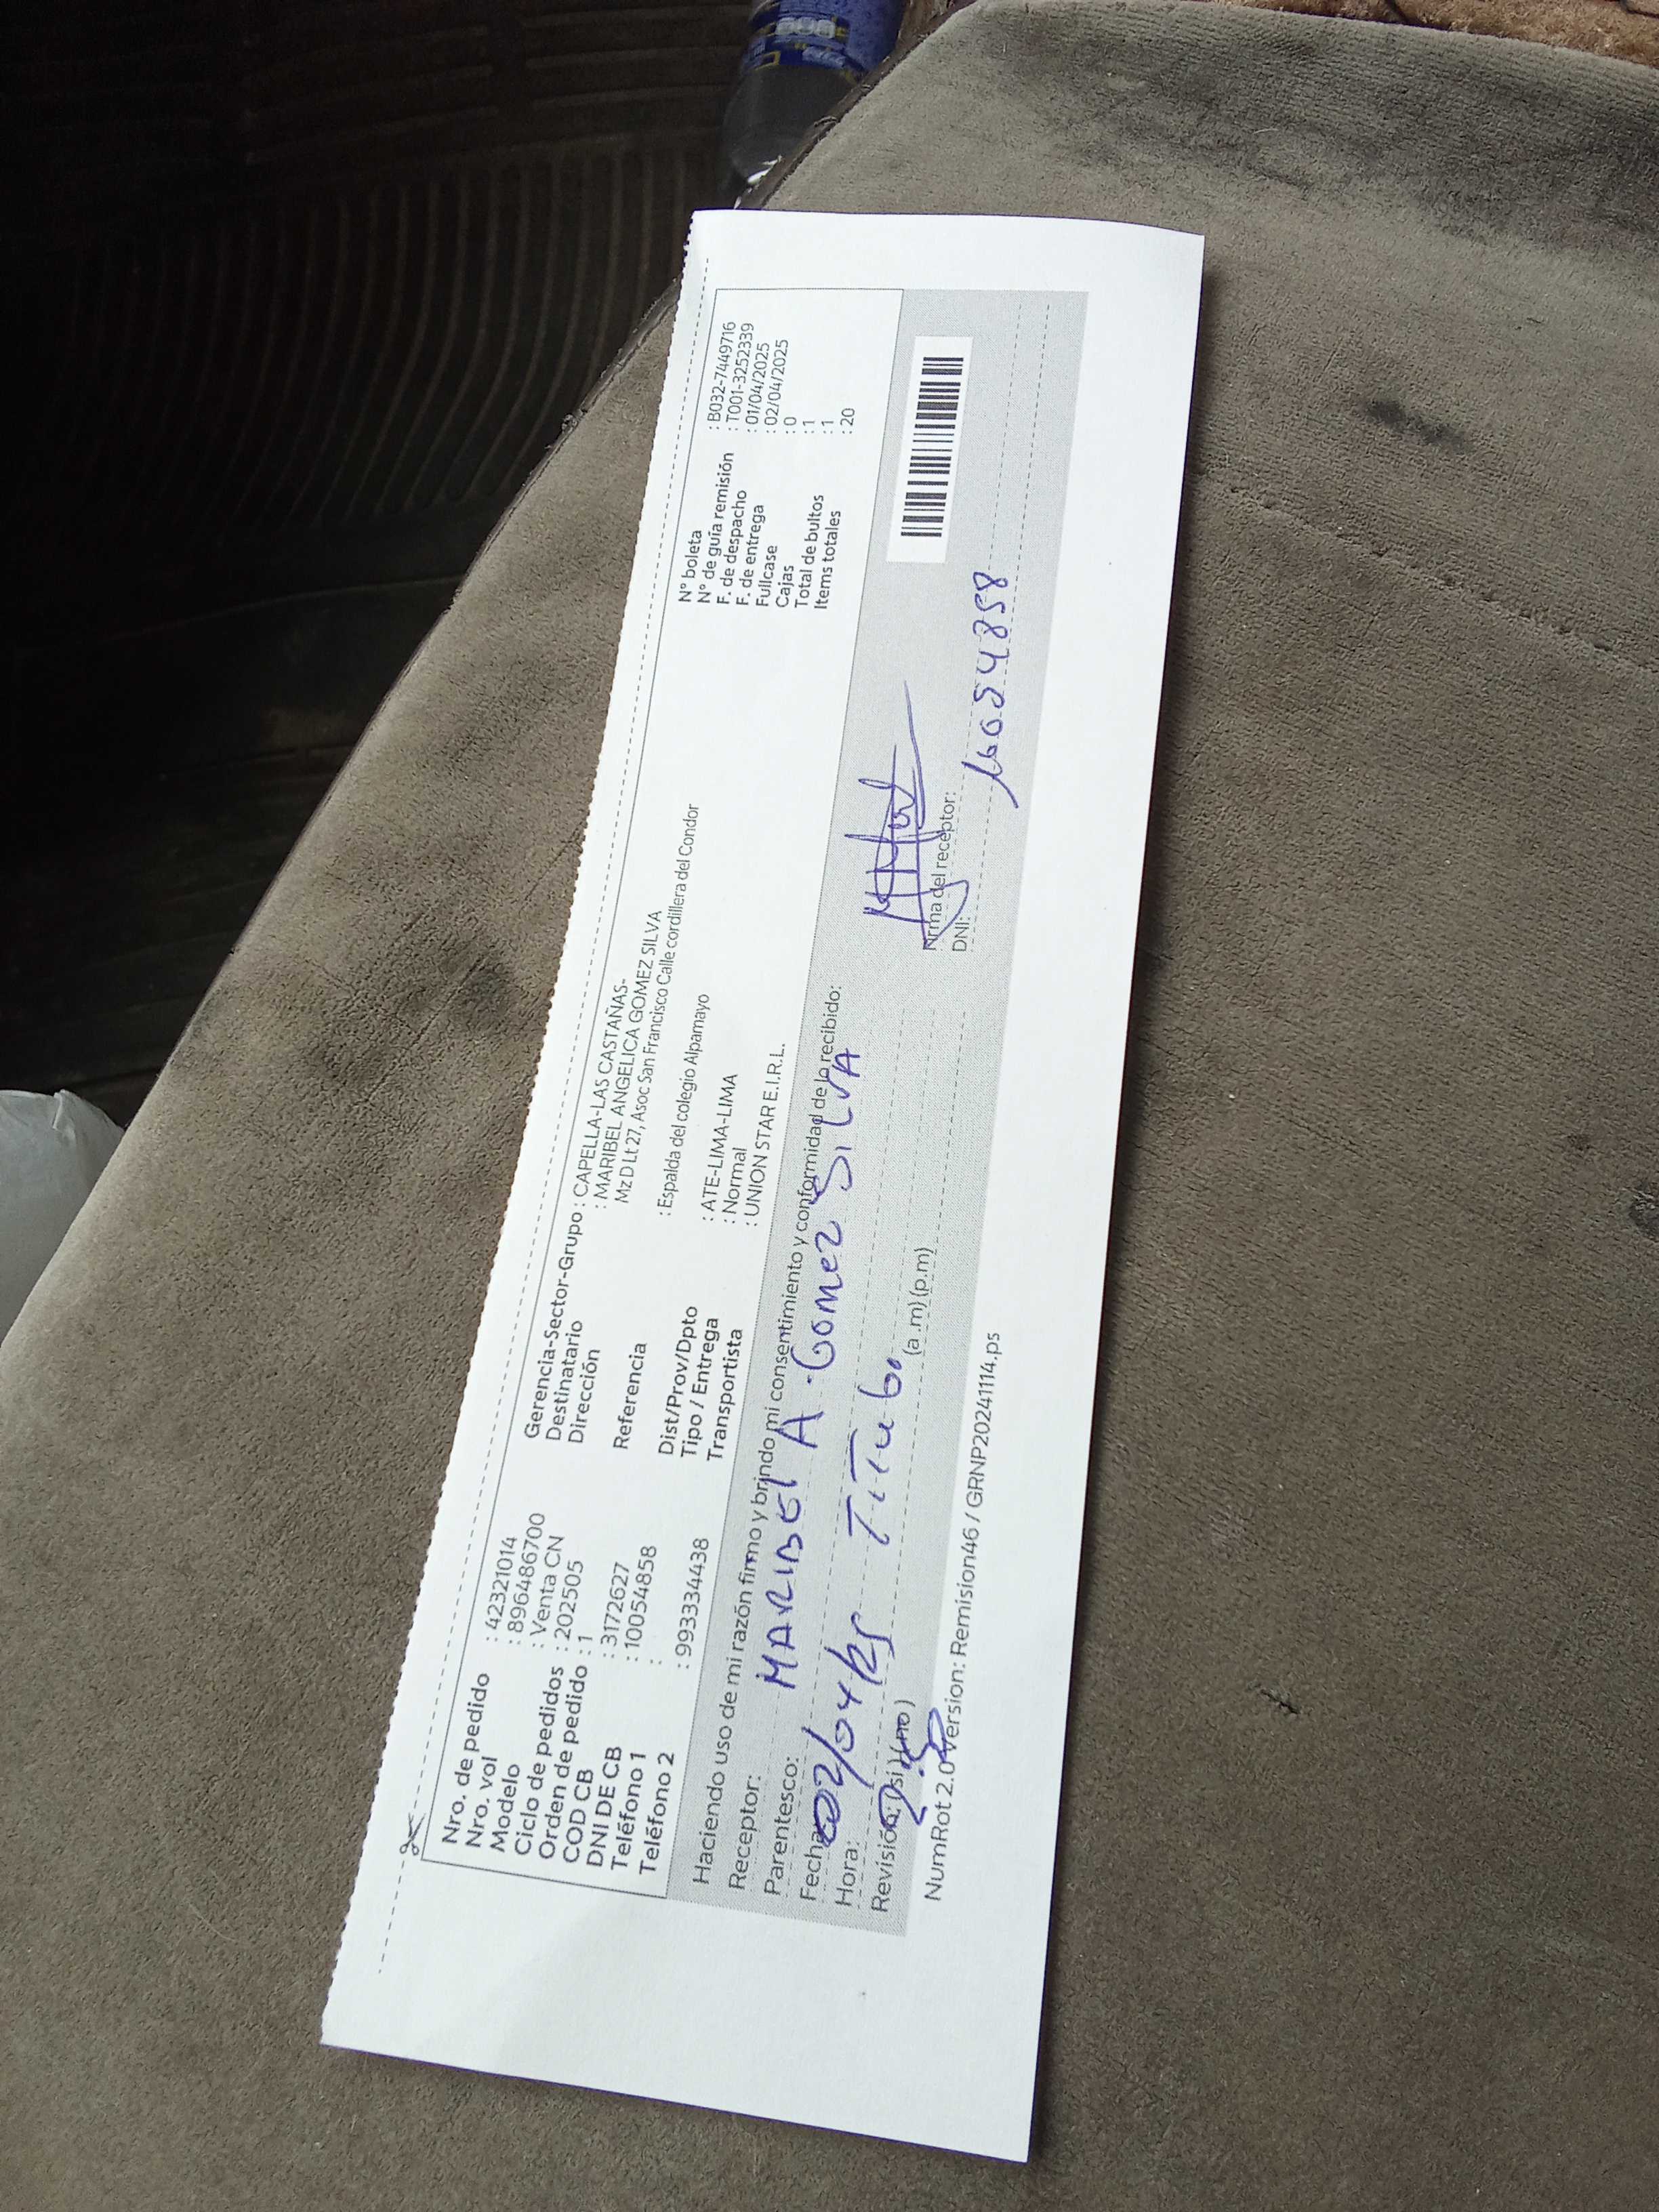 Nro. de pedido : 42321014
Nro. val : 8964886700
Modelo : Venta CN
Ciclo de pedidos : 202505
Orden de pedido : 1
COD CB : 3172627
DNI DE CB : 10054858
Teléfono 1 :
Teléfono 2 : 993334438
Gerencia-Sector-Grupo : CAPELLA-LAS CASTAÑAS-
Destinatario : MARIBEL ANGELICA GOMEZ SILVA
Dirección Mz D Lt 27, Asoc San Francisco Calle cordillera del Condor
Referencia : Espalda del colegio Alpamayo
Dist/Prov/Dpto : ATE-LIMA-LIMA
Tipo / Entrega : Normal
Transportista : UNION STAR E.I.R.L.
N° boleta : B032-7449716
N° de guía remisión : T001-3252339
F. de despacho : 01/04/2025
F. de entrega : 02/04/2025
Fullcase : 0
Cajas : 1
Total de bultos : 1
Items totales : 20
Haciendo uso de mi razón firmo y brindo mi consentimiento y conformidad de lo recibido:
Receptor: MARIBEl A. GOMEZ SILVA
Parentesco: TiTular
Fecha: 02/04/25
Hora: (a.m) (p.m)
Revisión: (si) (no)
Firma del receptor:
DNI: 10054858
NumRot 2.0 Version: Remision46 / GRNP20241114.ps